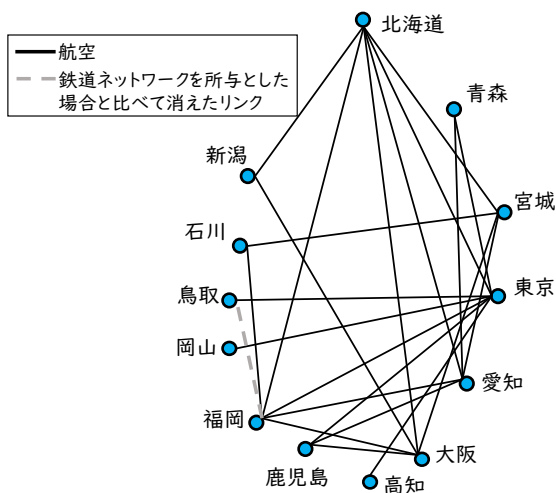 北海道
航空
鉄道ネットワークを所与とした
場合と比べて消えたリンク
青森
新潟
宮城
石川
鳥取
東京
岡山
愛知
福岡
大阪
鹿児島
高知